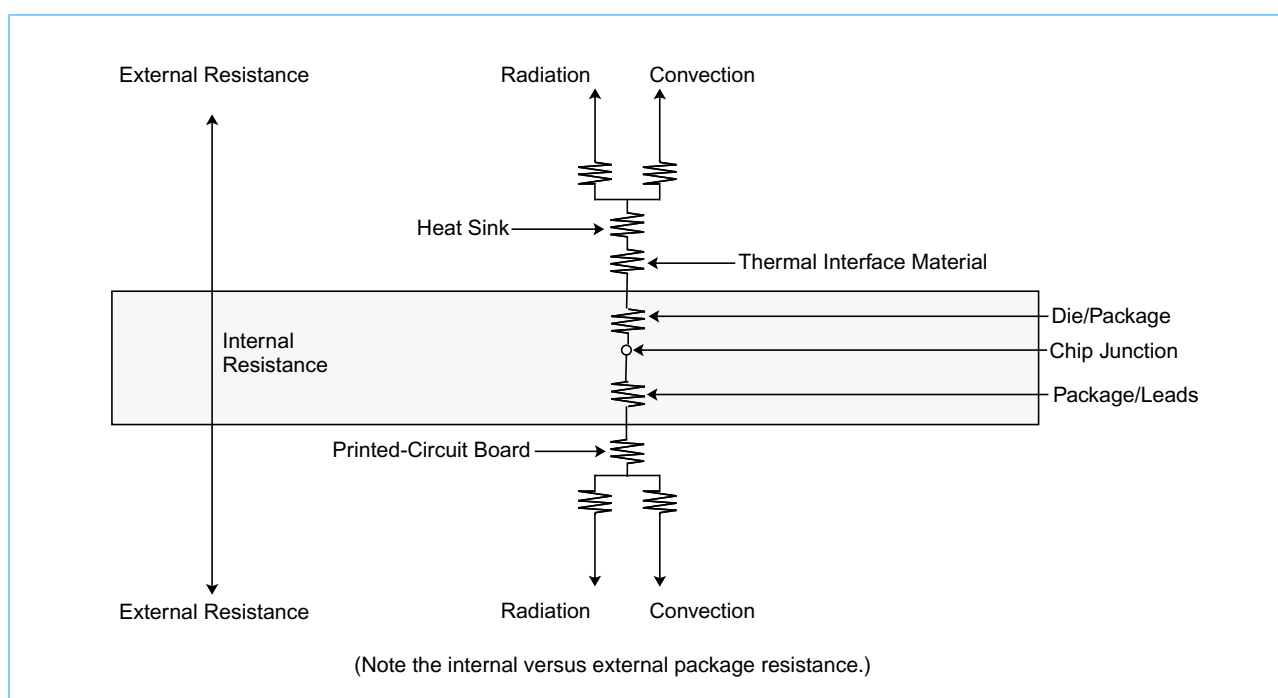 External Resistance
Radiation
Convection
Heat Sink
Thermal Interface Material
Die/Package
Internal
Resistance
Chip Junction
Package/Leads
Printed-Circuit Board
External Resistance
Radiation
Convection
(Note the internal versus external package resistance.)